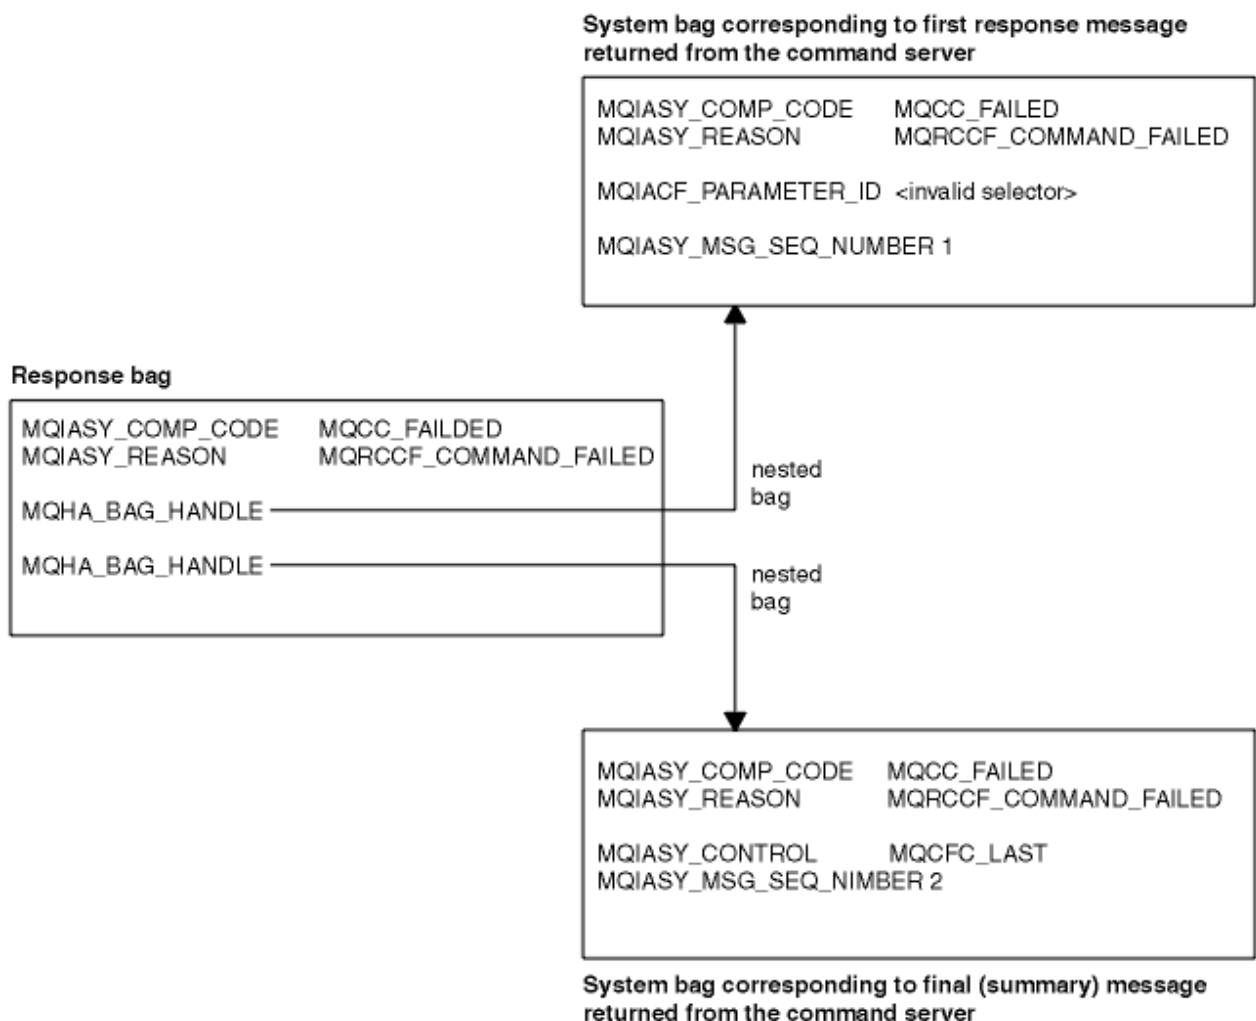 System bag corresponding to first response message
returned from the command server
MQIASY_COMP_CODE MQCC_FAILED
MQIASY_REASON MQRCCF_COMMAND_FAILED
MQIACF_PARAMETER_ID <invalid selector>
MQIASY_MSG_SEQ_NUMBER 1
Response bag
MQIASY_COMP_CODE MQCC_FAILDED
MQIASY_REASON MQRCCF_COMMAND_FAILED
MQHA_BAG_HANDLE
nested
bag
MQHA_BAG_HANDLE
nested
bag
MQIASY_COMP_CODE MQCC_FAILED
MQIASY_REASON MQRCCF_COMMAND_FAILED
MQIASY_CONTROL MQCFC_LAST
MQIASY_MSG_SEQ_NIMBER 2
System bag corresponding to final (summary) message
returned from the command server